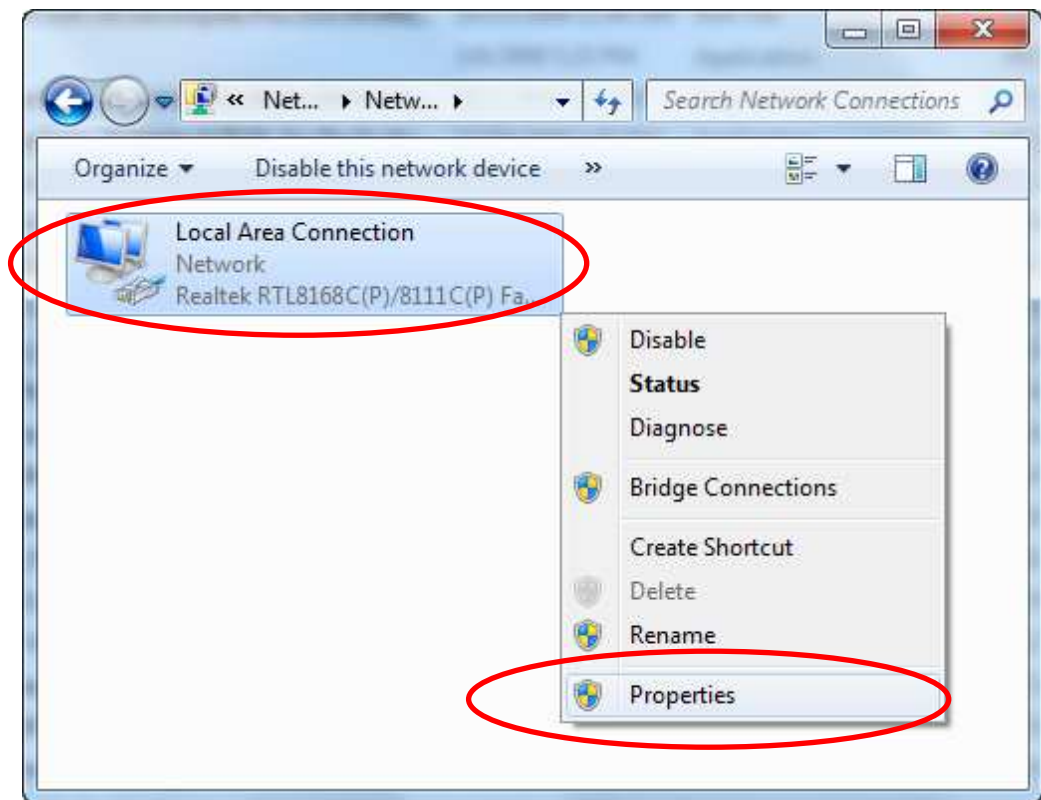 « Net... Netw...
Search Network Connections
Organize Disable this network device »
Local Area Connection
Network
Realtek RTL8168C(P)/8111C(P) Fa...
Disable
Status
Diagnose
Bridge Connections
Create Shortcut
Delete
Rename
Properties